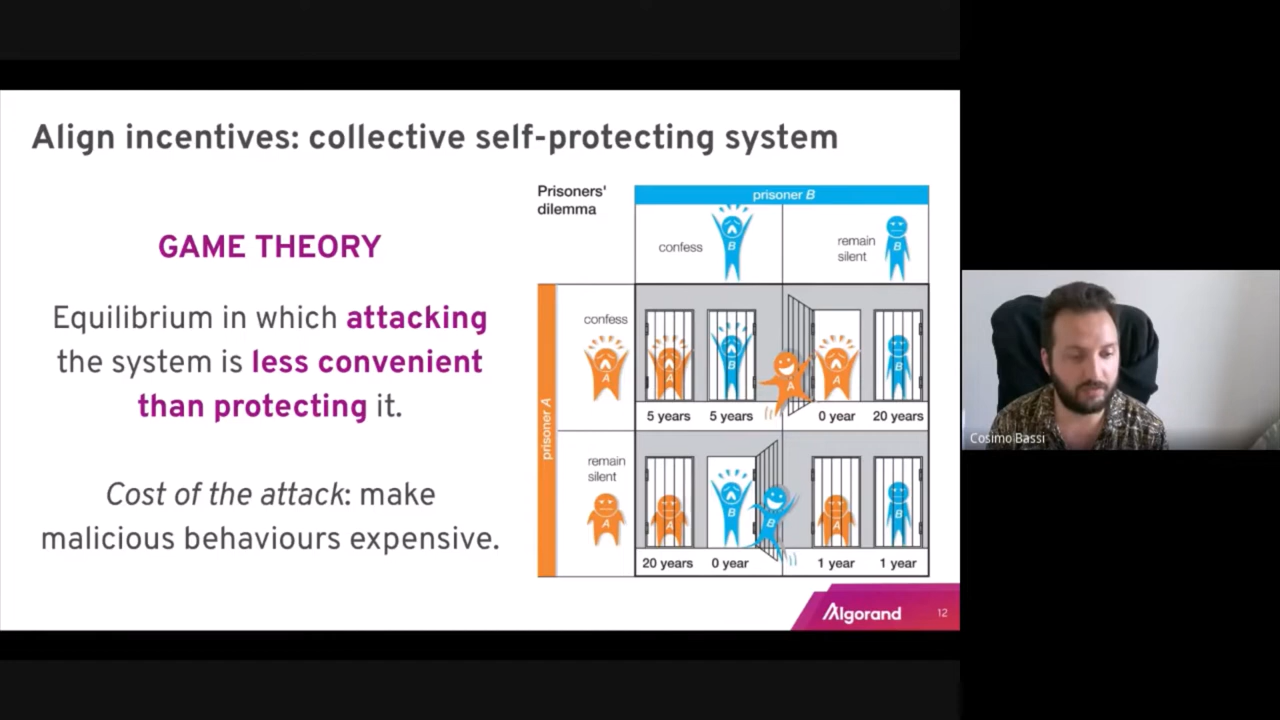 Align incentives: collective self-protecting system
GAME THEORY
Equilibrium in which attacking
the system is less convenient
than protecting it.
Cost of the attack: make
malicious behaviours expensive.
Prisoners'
dilemma
prisoner B
confess
B
remain
silent
B
prisoner A
confess
A
A
B
A
A
B
5 years
5 years
0 year
20 years
remain
silent
A
A
B
B
A
B
20 years
0 year
1 year
1 year
Algorand
12
Cosimo Bassi